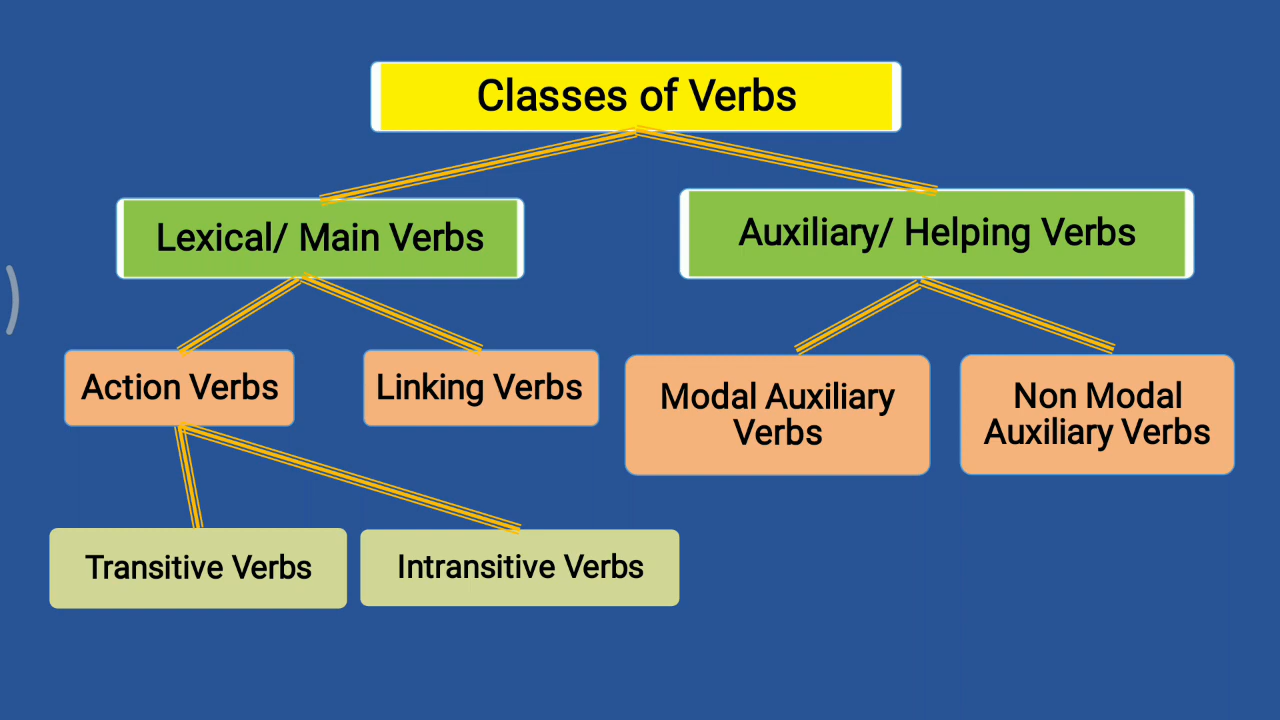 Classes of Verbs
Lexical/ Main Verbs
Auxiliary/ Helping Verbs
Action Verbs
Linking Verbs
Modal Auxiliary
Verbs
Non Modal
Auxiliary Verbs
Transitive Verbs
Intransitive Verbs